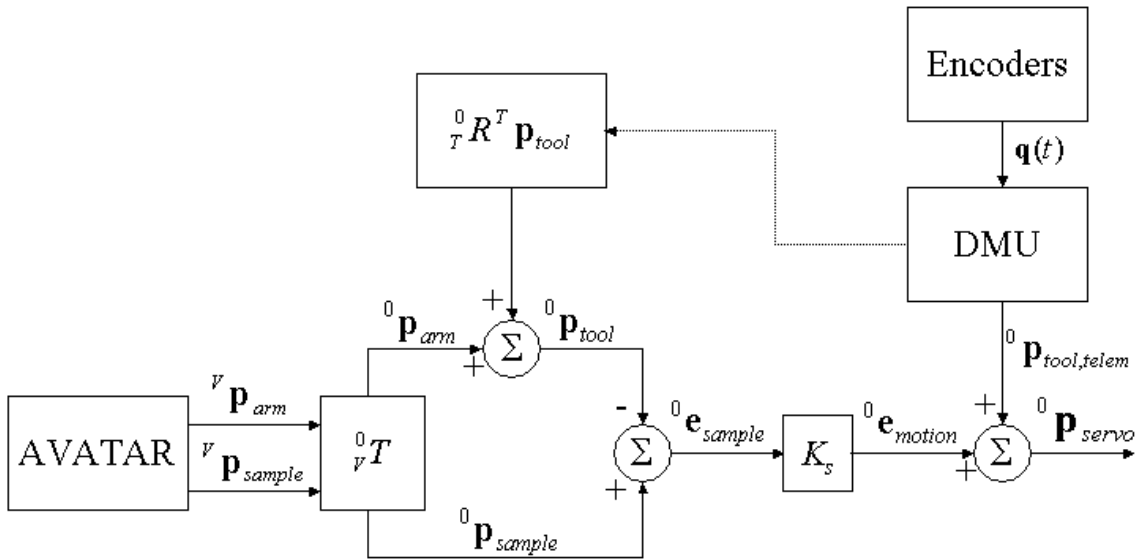 Encoders
q(t)
⁰_T R^T p_tool
DMU
+
⁰p_arm
Σ
+
⁰p_tool
⁰p_tool,telem
AVATAR
^V p_arm
^V p_sample
⁰_V T
-
Σ
+
⁰e_sample
K_s
⁰e_motion
+
Σ
+
⁰p_servo
⁰p_sample